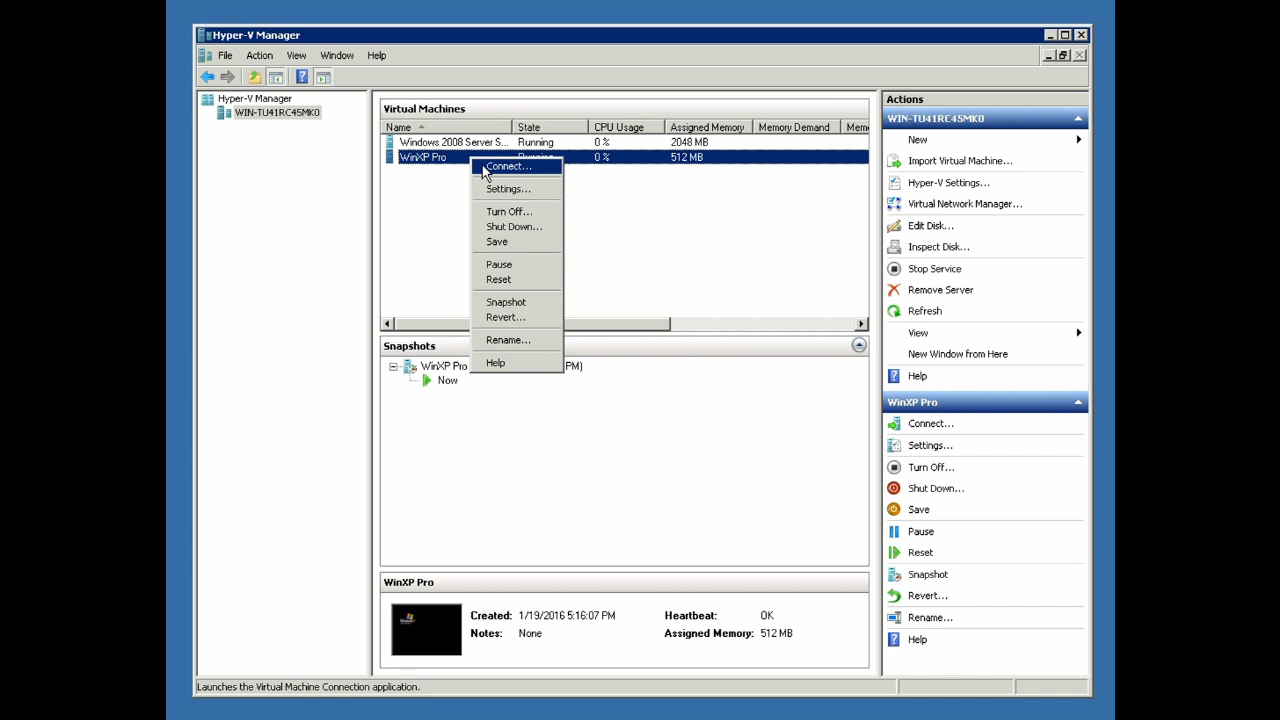 Hyper-V Manager
File Action View Window Help
Hyper-V Manager
WIN-TU41RC45MK0
Virtual Machines
Name State CPU Usage Assigned Memory Memory Demand Mem
Windows 2008 Server S... Running 0 % 2048 MB
WinXP Pro Running 0 % 512 MB
Connect...
Settings...
Turn Off...
Shut Down...
Save
Pause
Reset
Snapshot
Revert...
Rename...
Help
Snapshots
WinXP Pro PM)
Now
WinXP Pro
Created: 1/19/2016 5:16:07 PM Heartbeat: OK
Notes: None Assigned Memory: 512 MB
Actions
WIN-TU41RC45MK0
New
Import Virtual Machine...
Hyper-V Settings...
Virtual Network Manager...
Edit Disk...
Inspect Disk...
Stop Service
Remove Server
Refresh
View
New Window from Here
Help
WinXP Pro
Connect...
Settings...
Turn Off...
Shut Down...
Save
Pause
Reset
Snapshot
Revert...
Rename...
Help
Launches the Virtual Machine Connection application.